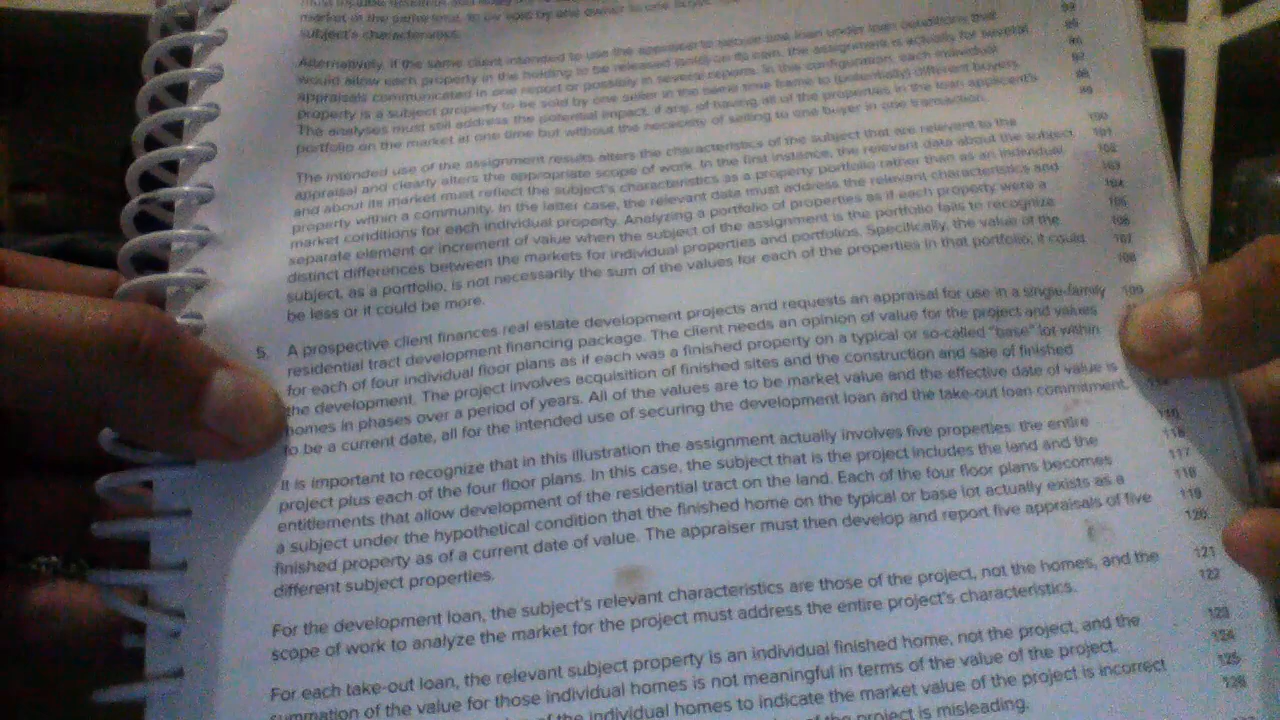 market at the same time, to be sold by one owner to one buyer
subject's characteristics.
Alternatively, if the same client intended to use the appraiser to secure one loan under loan conditions that
would allow each property in the holding to be released (sold) on its own, the assignment is actually for several
appraisals communicated in one report or possibly in several reports. In this configuration, each individual
property is a subject property to be sold by one seller in the same time frame to (potentially) different buyers.
The analyses must still address the potential impact, if any, of having all of the properties in the loan applicant's
portfolio on the market at one time but without the necessity of selling to one buyer in one transaction.
99
100
The intended use of the assignment results alters the characteristics of the subject that are relevant to the 101
appraisal and clearly alters the appropriate scope of work. In the first instance, the relevant data about the subject 102
and about its market must reflect the subject's characteristics as a property portfolio rather than as an individual 103
property within a community. In the latter case, the relevant data must address the relevant characteristics and 104
market conditions for each individual property. Analyzing a portfolio of properties as if each property were a 105
separate element or increment of value when the subject of the assignment is the portfolio fails to recognize 106
distinct differences between the markets for individual properties and portfolios. Specifically, the value of the 107
subject, as a portfolio, is not necessarily the sum of the values for each of the properties in that portfolio; it could 108
be less or it could be more.
5. A prospective client finances real estate development projects and requests an appraisal for use in a single-family 109
residential tract development financing package. The client needs an opinion of value for the project and values
for each of four individual floor plans as if each was a finished property on a typical or so-called "base" lot within
the development. The project involves acquisition of finished sites and the construction and sale of finished
homes in phases over a period of years. All of the values are to be market value and the effective date of value is
to be a current date, all for the intended use of securing the development loan and the take-out loan commitment.
It is important to recognize that in this illustration the assignment actually involves five properties: the entire
project plus each of the four floor plans. In this case, the subject that is the project includes the land and the 116
entitlements that allow development of the residential tract on the land. Each of the four floor plans becomes 117
a subject under the hypothetical condition that the finished home on the typical or base lot actually exists as a 118
finished property as of a current date of value. The appraiser must then develop and report five appraisals of five 119
different subject properties. 120
For the development loan, the subject's relevant characteristics are those of the project, not the homes, and the 121
scope of work to analyze the market for the project must address the entire project's characteristics. 122
For each take-out loan, the relevant subject property is an individual finished home, not the project, and the 123
summation of the value for those individual homes is not meaningful in terms of the value of the project. 124
of the individual homes to indicate the market value of the project is incorrect 125
of the project is misleading. 126